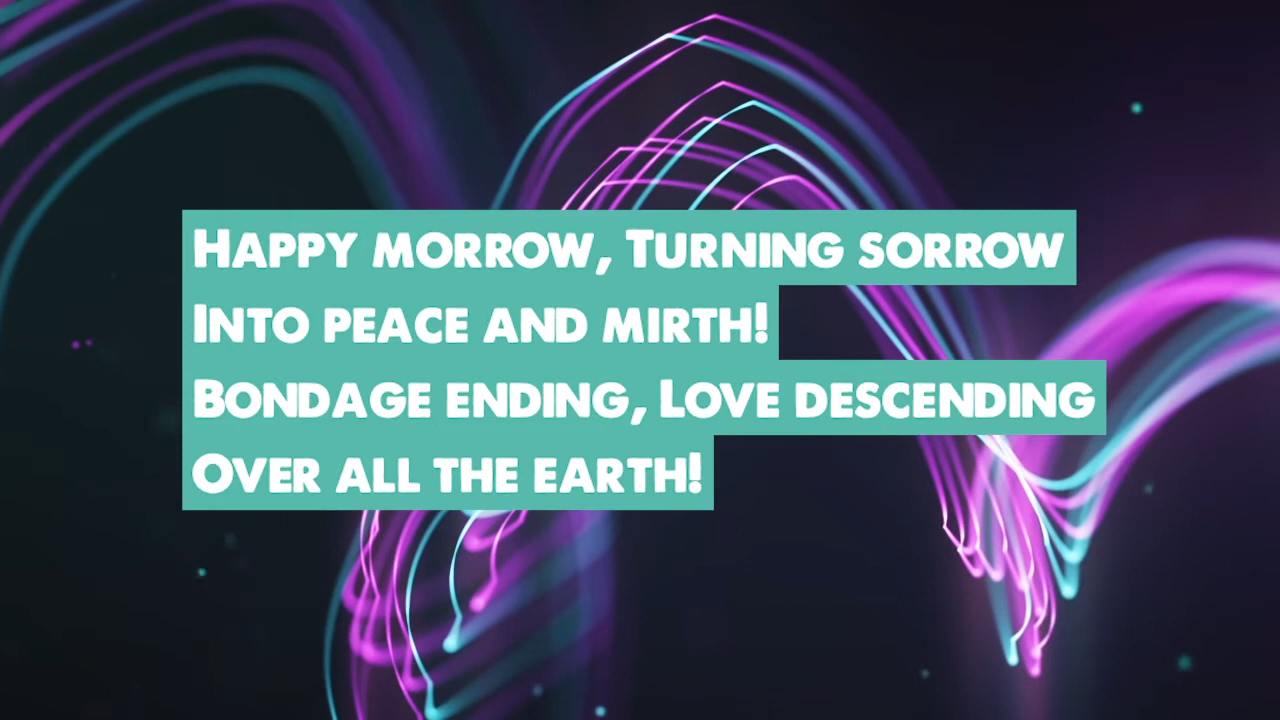 Happy morrow, Turning sorrow
Into peace and mirth!
Bondage ending, Love descending
Over all the earth!